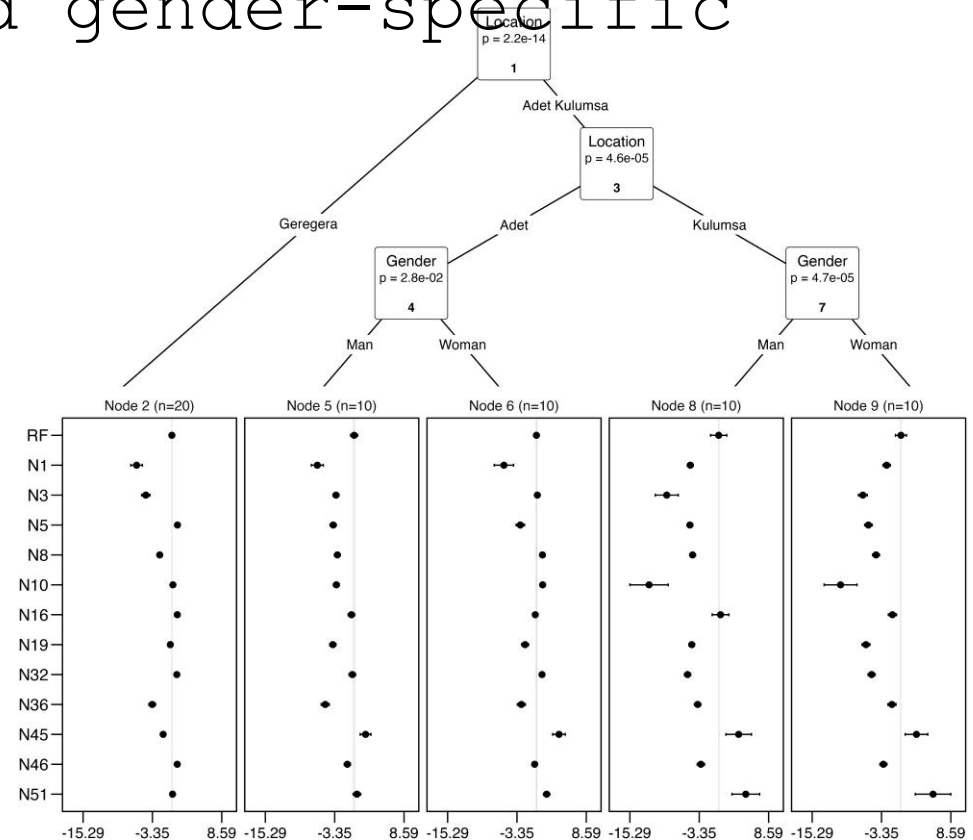 d gender-specific
Location
p = 2.2e-14
1
Adet Kulumsa
Location
p = 4.6e-05
3
Geregera
Adet
Kulumsa
Gender
p = 2.8e-02
4
Gender
p = 4.7e-05
7
Man
Woman
Man
Woman
Node 2 (n=20)
Node 5 (n=10)
Node 6 (n=10)
Node 8 (n=10)
Node 9 (n=10)
RF
N1
N3
N5
N8
N10
N16
N19
N32
N36
N45
N46
N51
-15.29 -3.35 8.59
-15.29 -3.35 8.59
-15.29 -3.35 8.59
-15.29 -3.35 8.59
-15.29 -3.35 8.59